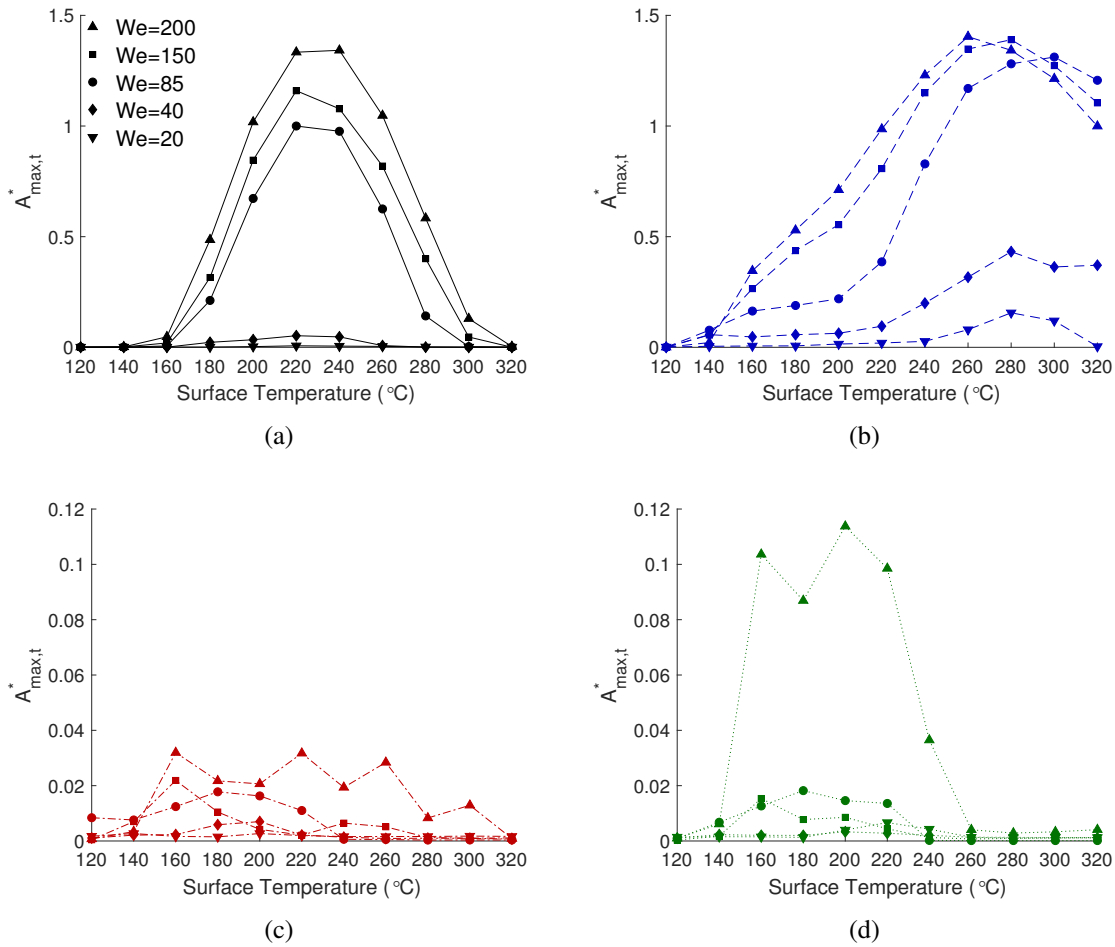 1.5
1
0.5
0
A*max,t
We=200
We=150
We=85
We=40
We=20
120 140 160 180 200 220 240 260 280 300 320
Surface Temperature (°C)
(a)
1.5
1
0.5
0
A*max,t
120 140 160 180 200 220 240 260 280 300 320
Surface Temperature (°C)
(b)
0.12
0.1
0.08
0.06
0.04
0.02
0
A*max,t
120 140 160 180 200 220 240 260 280 300 320
Surface Temperature (°C)
(c)
0.12
0.1
0.08
0.06
0.04
0.02
0
A*max,t
120 140 160 180 200 220 240 260 280 300 320
Surface Temperature (°C)
(d)